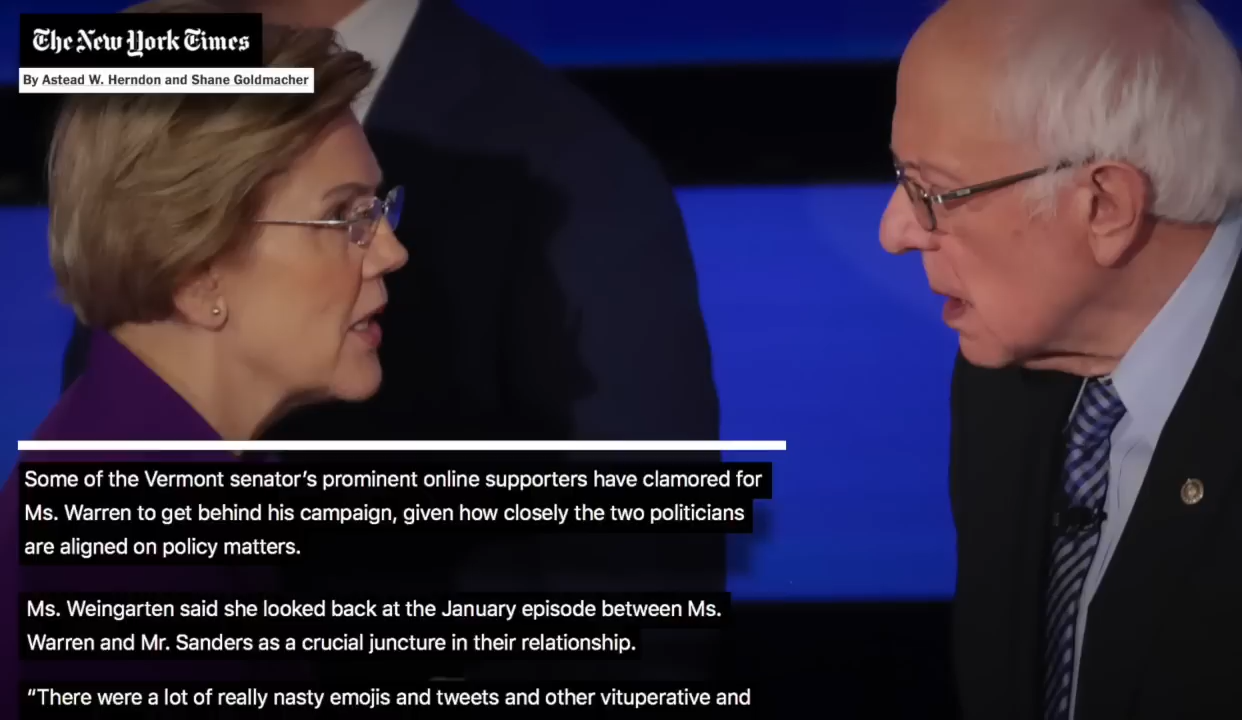 The New York Times
By Astead W. Herndon and Shane Goldmacher
Some of the Vermont senator's prominent online supporters have clamored for
Ms. Warren to get behind his campaign, given how closely the two politicians
are aligned on policy matters.
Ms. Weingarten said she looked back at the January episode between Ms.
Warren and Mr. Sanders as a crucial juncture in their relationship.
“There were a lot of really nasty emojis and tweets and other vituperative and